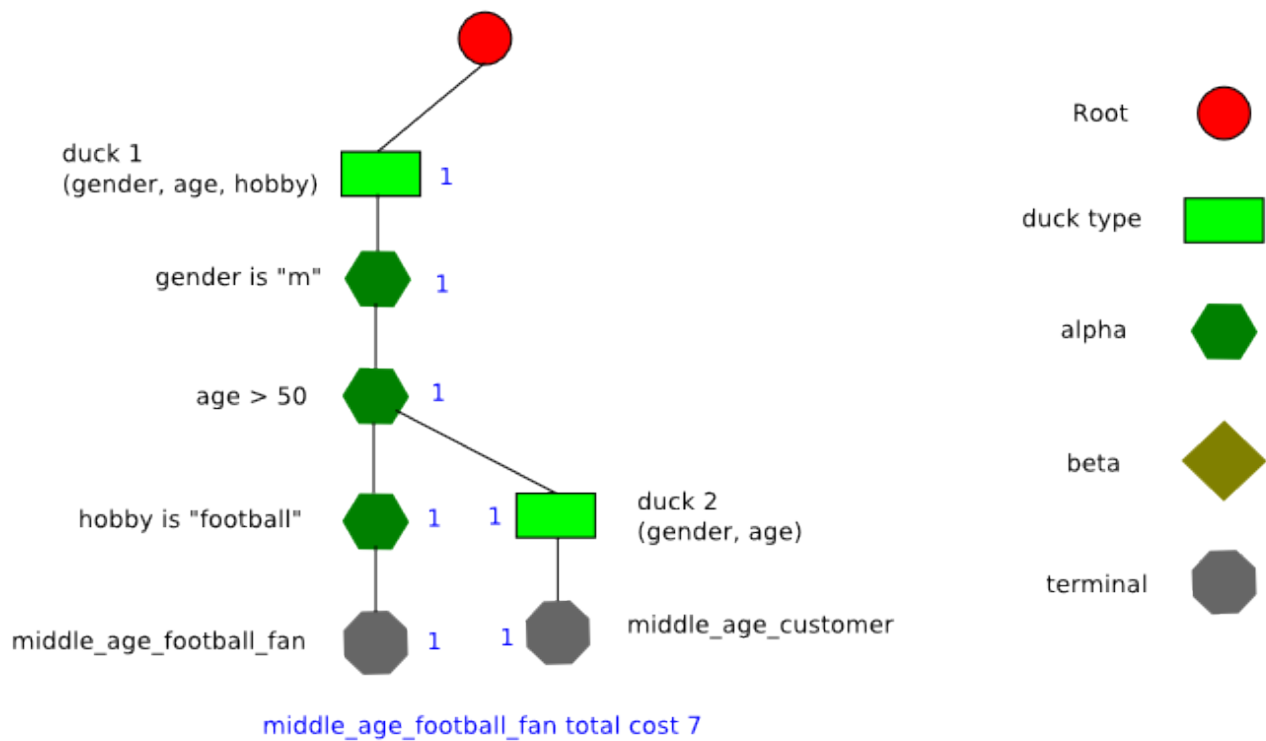 Root
duck 1
(gender, age, hobby)
1
duck type
gender is "m"
1
alpha
age > 50
1
beta
hobby is "football"
1
1
duck 2
(gender, age)
terminal
middle_age_football_fan
1
1
middle_age_customer
middle_age_football_fan total cost 7